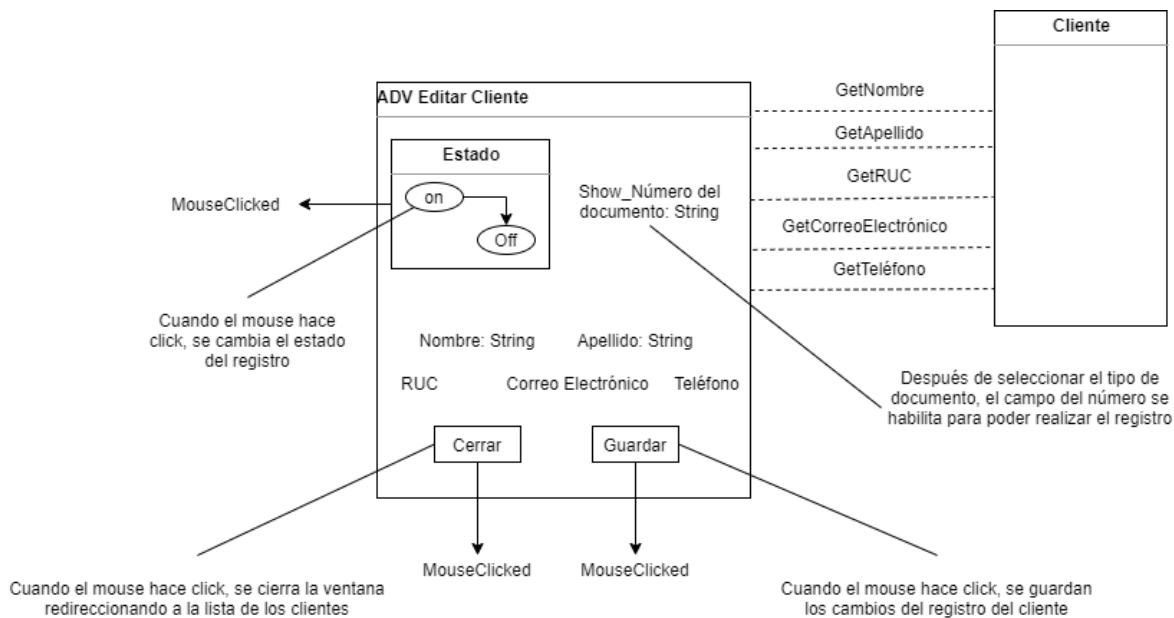 Cliente
GetNombre
ADV Editar Cliente
GetApellido
Estado
GetRUC
on
Show_Número del
documento: String
MouseClicked
GetCorreoElectrónico
Off
GetTeléfono
Cuando el mouse hace
click, se cambia el estado
del registro
Nombre: String
Apellido: String
RUC
Correo Electrónico
Teléfono
Después de seleccionar el tipo de
documento, el campo del número se
habilita para poder realizar el registro
Cerrar
Guardar
MouseClicked
MouseClicked
Cuando el mouse hace click, se cierra la ventana
redireccionando a la lista de los clientes
Cuando el mouse hace click, se guardan
los cambios del registro del cliente